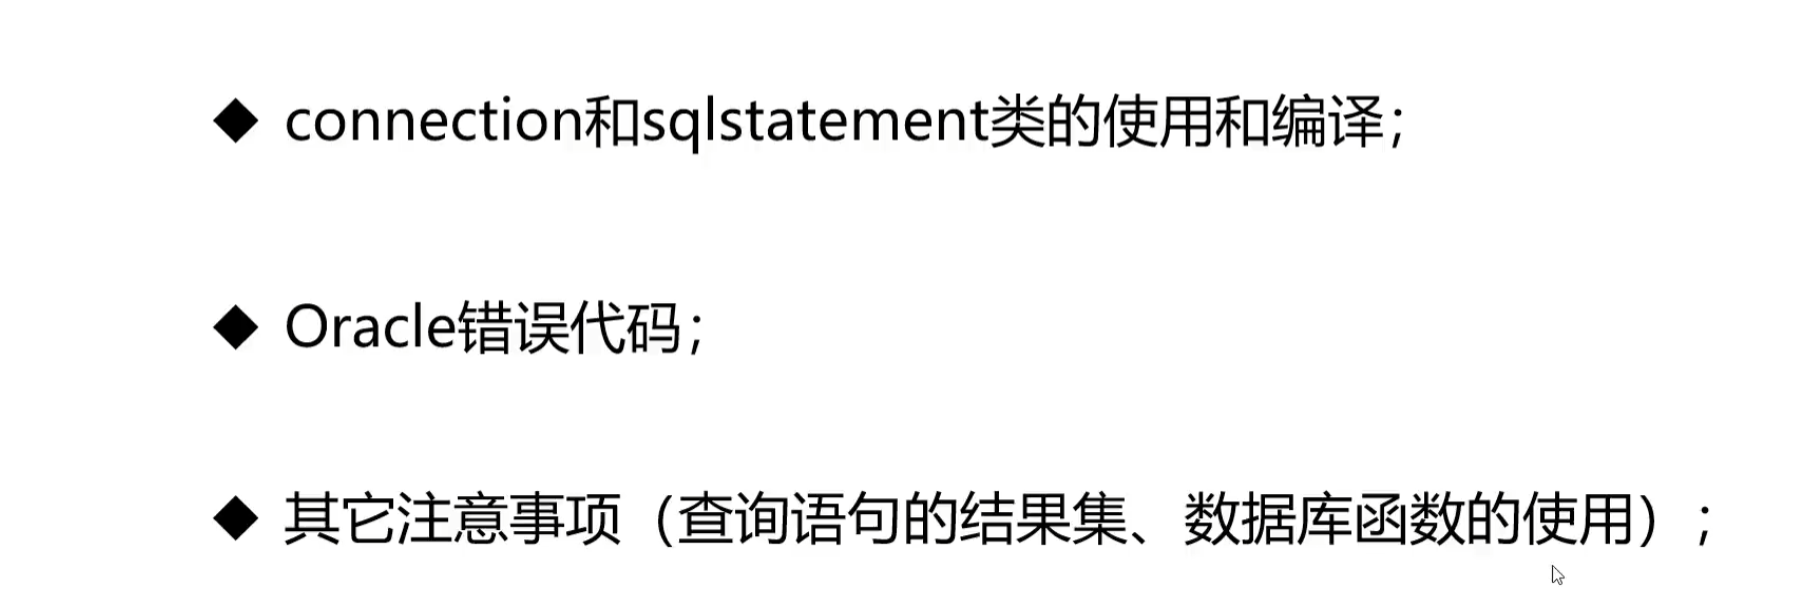 ◆ connection和sqlstatement类的使用和编译；
◆ Oracle错误代码；
◆ 其它注意事项（查询语句的结果集、数据库函数的使用）；